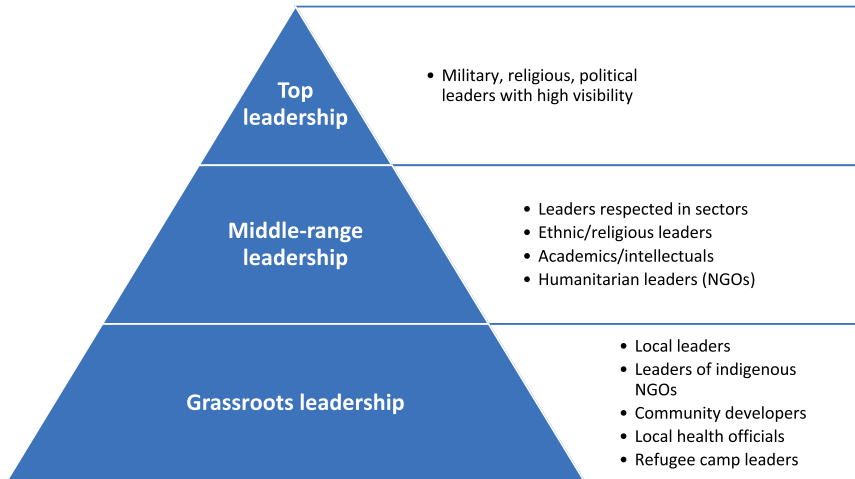 Top
leadership
• Military, religious, political
leaders with high visibility
Middle-range
leadership
• Leaders respected in sectors
• Ethnic/religious leaders
• Academics/intellectuals
• Humanitarian leaders (NGOs)
Grassroots leadership
• Local leaders
• Leaders of indigenous
NGOs
• Community developers
• Local health officials
• Refugee camp leaders